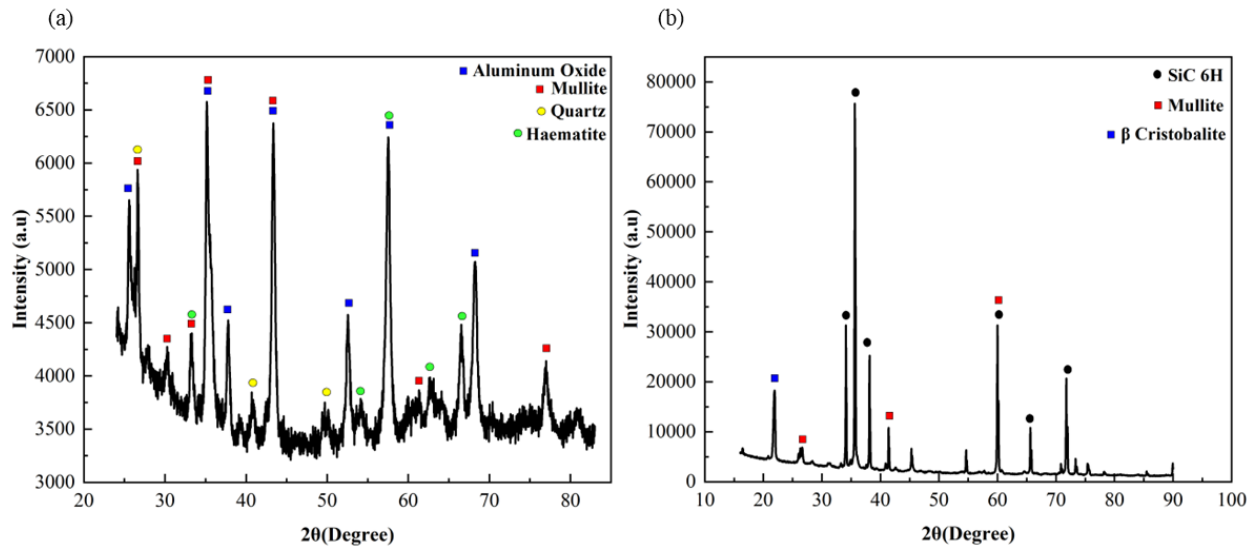 (a)
7000
6500
6000
5500
5000
4500
4000
3500
3000
Intensity (a.u)
Aluminum Oxide
Mullite
Quartz
Haematite
20 30 40 50 60 70 80
2θ(Degree)
(b)
80000
70000
60000
50000
40000
30000
20000
10000
0
Intensity (a.u)
SiC 6H
Mullite
β Cristobalite
10 20 30 40 50 60 70 80 90 100
2θ(Degree)